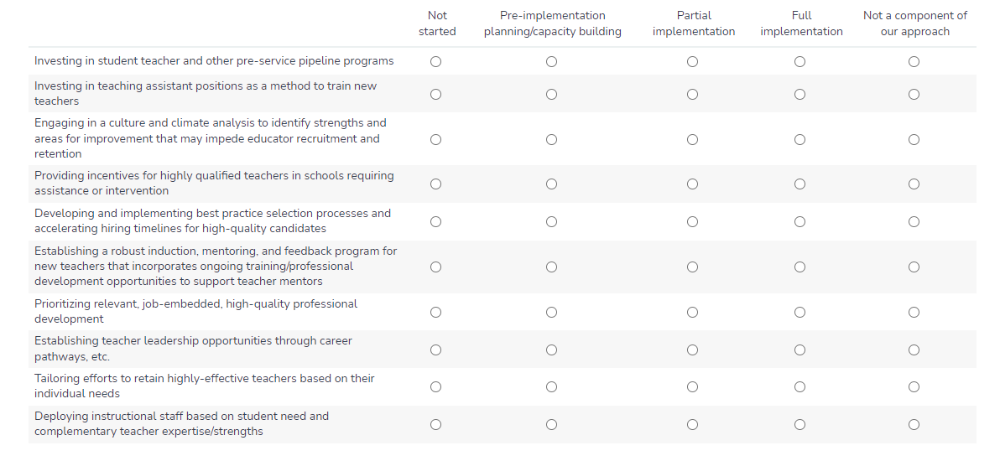 Not started
Pre-implementation planning/capacity building
Partial implementation
Full implementation
Not a component of our approach
Investing in student teacher and other pre-service pipeline programs
Investing in teaching assistant positions as a method to train new
teachers
Engaging in a culture and climate analysis to identify strengths and
areas for improvement that may impede educator recruitment and
retention
Providing incentives for highly qualified teachers in schools requiring
assistance or intervention
Developing and implementing best practice selection processes and
accelerating hiring timelines for high-quality candidates
Establishing a robust induction, mentoring, and feedback program for
new teachers that incorporates ongoing training/professional
development opportunities to support teacher mentors
Prioritizing relevant, job-embedded, high-quality professional
development
Establishing teacher leadership opportunities through career
pathways, etc.
Tailoring efforts to retain highly-effective teachers based on their
individual needs
Deploying instructional staff based on student need and
complementary teacher expertise/strengths